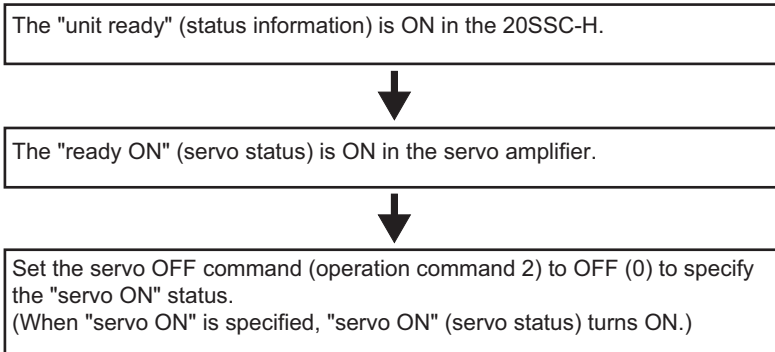 The "unit ready" (status information) is ON in the 20SSC-H.
The "ready ON" (servo status) is ON in the servo amplifier.
Set the servo OFF command (operation command 2) to OFF (0) to specify
the "servo ON" status.
(When "servo ON" is specified, "servo ON" (servo status) turns ON.)